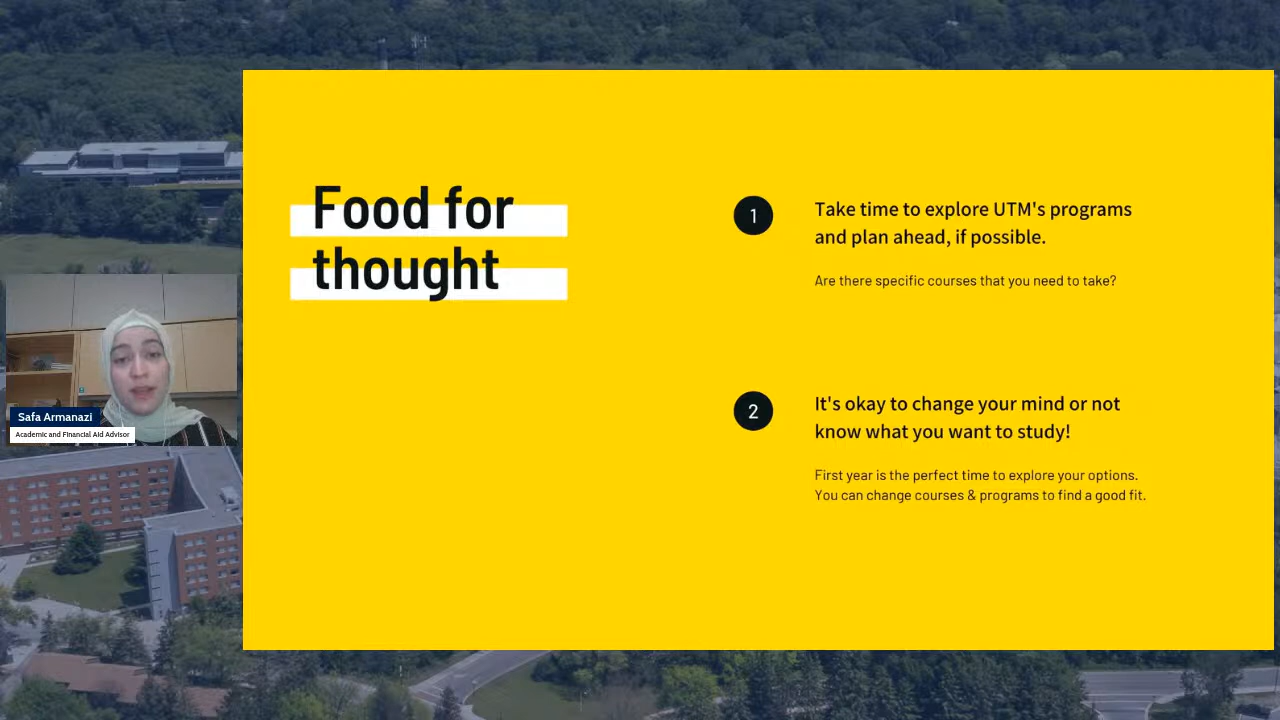 Food for
thought
1
Take time to explore UTM's programs
and plan ahead, if possible.
Are there specific courses that you need to take?
2
It's okay to change your mind or not
know what you want to study!
First year is the perfect time to explore your options.
You can change courses & programs to find a good fit.
Safa Armanazi
Academic and Financial Aid Advisor